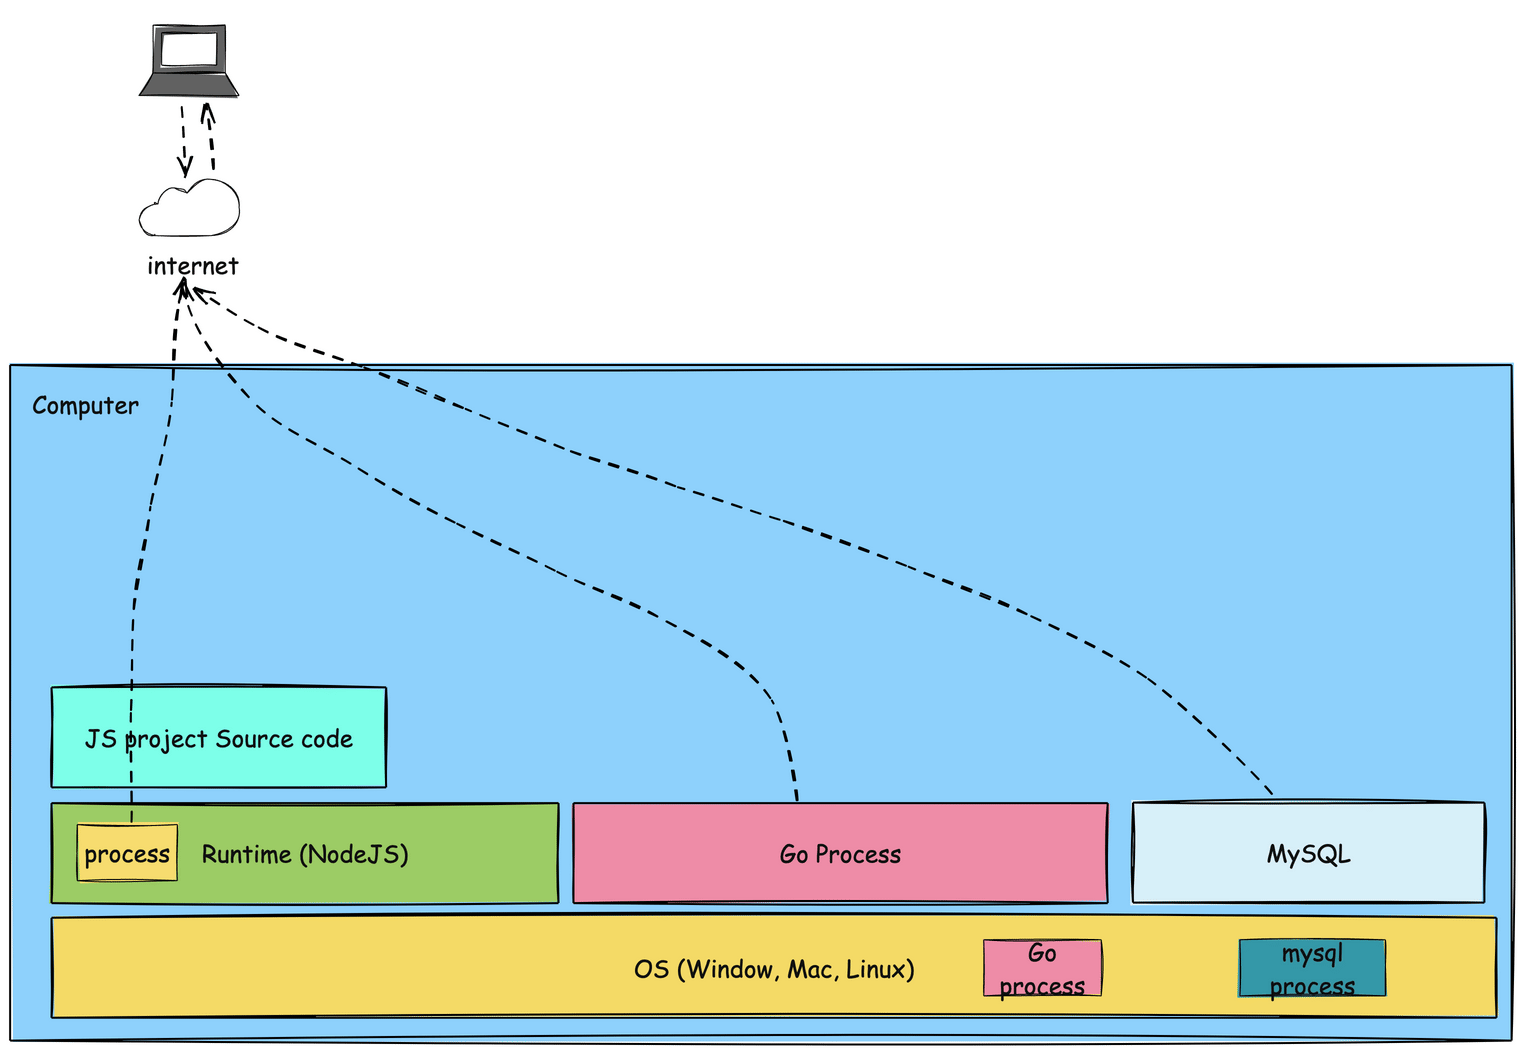 internet
Computer
JS project Source code
process
Runtime (NodeJS)
Go Process
MySQL
OS (Window, Mac, Linux)
Go
process
mysql
process